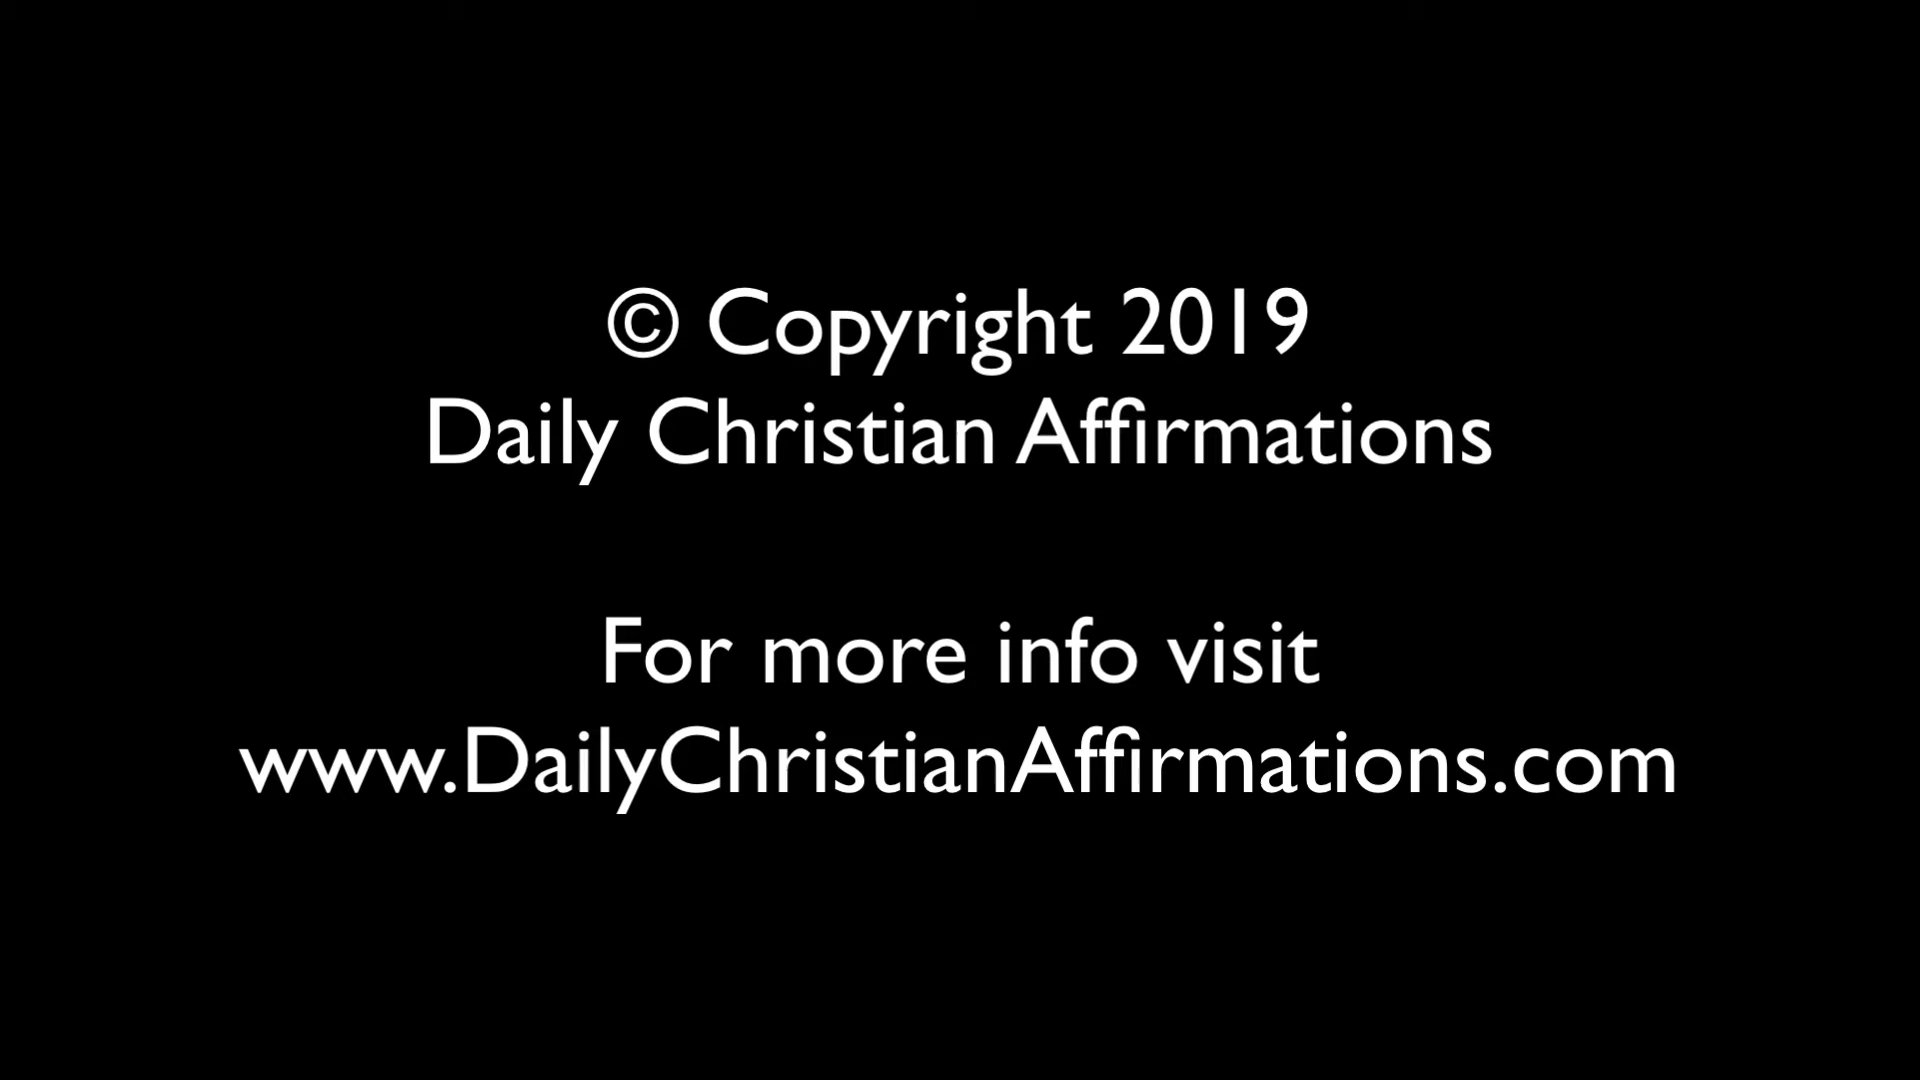 © Copyright 2019
Daily Christian Affirmations
For more info visit
www.DailyChristianAffirmations.com